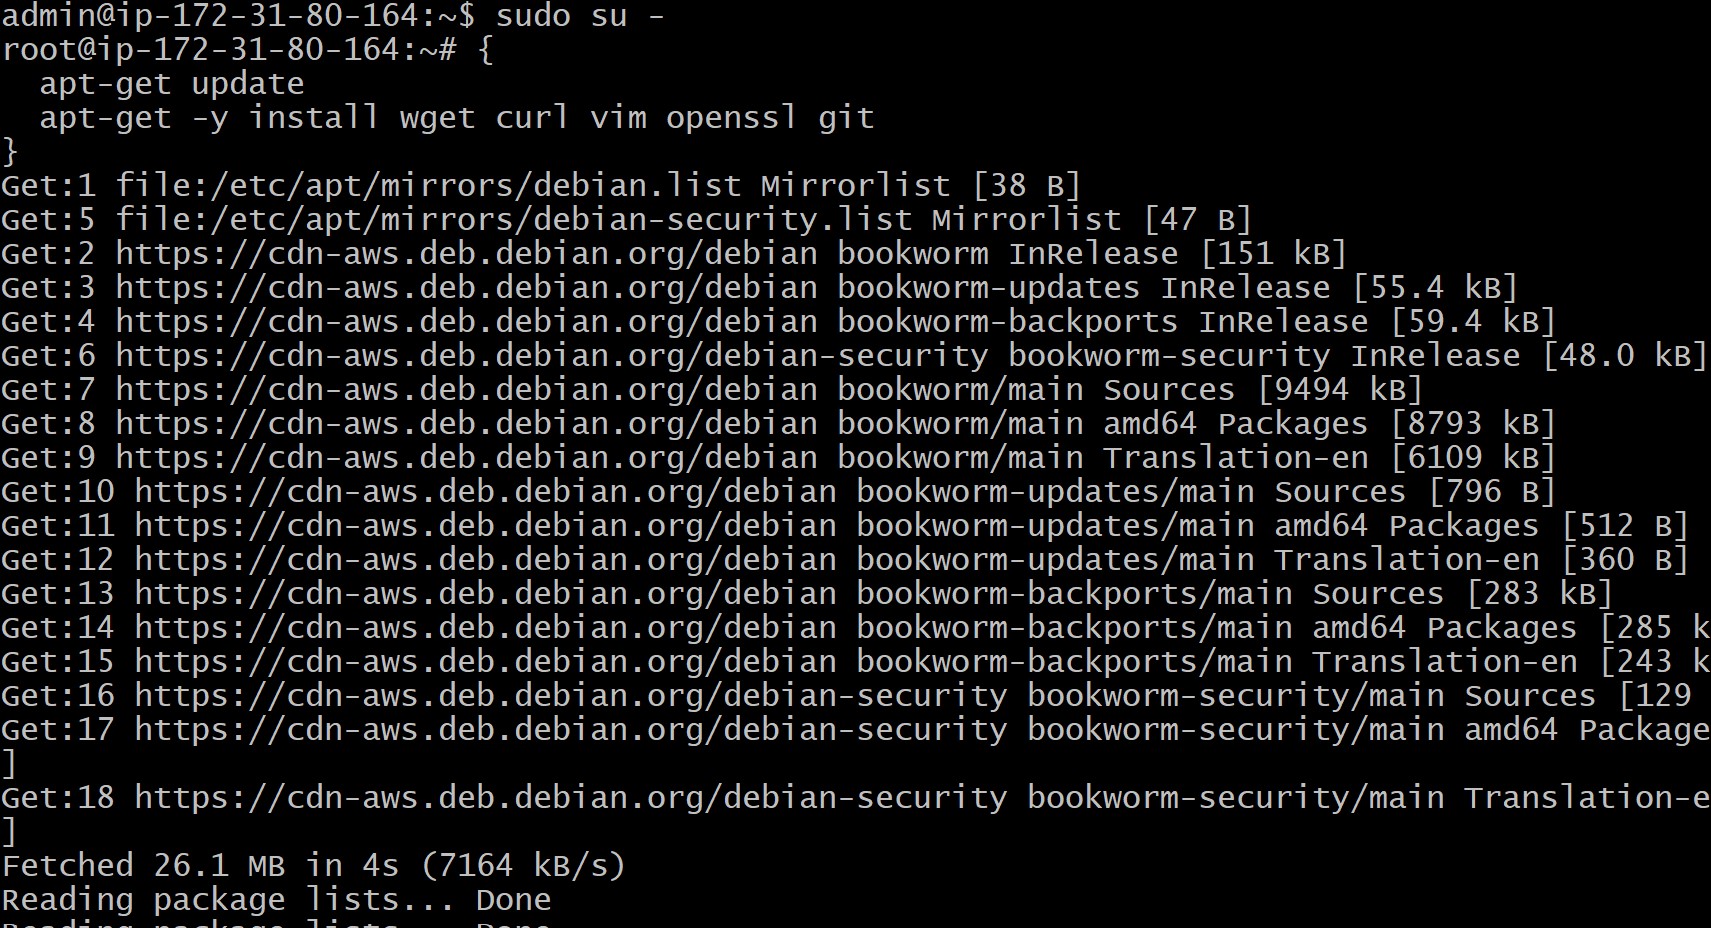 admin@ip-172-31-80-164:~$ sudo su -
root@ip-172-31-80-164:~# {
  apt-get update
  apt-get -y install wget curl vim openssl git
}
Get:1 file:/etc/apt/mirrors/debian.list Mirrorlist [38 B]
Get:5 file:/etc/apt/mirrors/debian-security.list Mirrorlist [47 B]
Get:2 https://cdn-aws.deb.debian.org/debian bookworm InRelease [151 kB]
Get:3 https://cdn-aws.deb.debian.org/debian bookworm-updates InRelease [55.4 kB]
Get:4 https://cdn-aws.deb.debian.org/debian bookworm-backports InRelease [59.4 kB]
Get:6 https://cdn-aws.deb.debian.org/debian-security bookworm-security InRelease [48.0 kB]
Get:7 https://cdn-aws.deb.debian.org/debian bookworm/main Sources [9494 kB]
Get:8 https://cdn-aws.deb.debian.org/debian bookworm/main amd64 Packages [8793 kB]
Get:9 https://cdn-aws.deb.debian.org/debian bookworm/main Translation-en [6109 kB]
Get:10 https://cdn-aws.deb.debian.org/debian bookworm-updates/main Sources [796 B]
Get:11 https://cdn-aws.deb.debian.org/debian bookworm-updates/main amd64 Packages [512 B]
Get:12 https://cdn-aws.deb.debian.org/debian bookworm-updates/main Translation-en [360 B]
Get:13 https://cdn-aws.deb.debian.org/debian bookworm-backports/main Sources [283 kB]
Get:14 https://cdn-aws.deb.debian.org/debian bookworm-backports/main amd64 Packages [285 k
Get:15 https://cdn-aws.deb.debian.org/debian bookworm-backports/main Translation-en [243 k
Get:16 https://cdn-aws.deb.debian.org/debian-security bookworm-security/main Sources [129
Get:17 https://cdn-aws.deb.debian.org/debian-security bookworm-security/main amd64 Package
]
Get:18 https://cdn-aws.deb.debian.org/debian-security bookworm-security/main Translation-e
]
Fetched 26.1 MB in 4s (7164 kB/s)
Reading package lists... Done
Reading package lists... Done